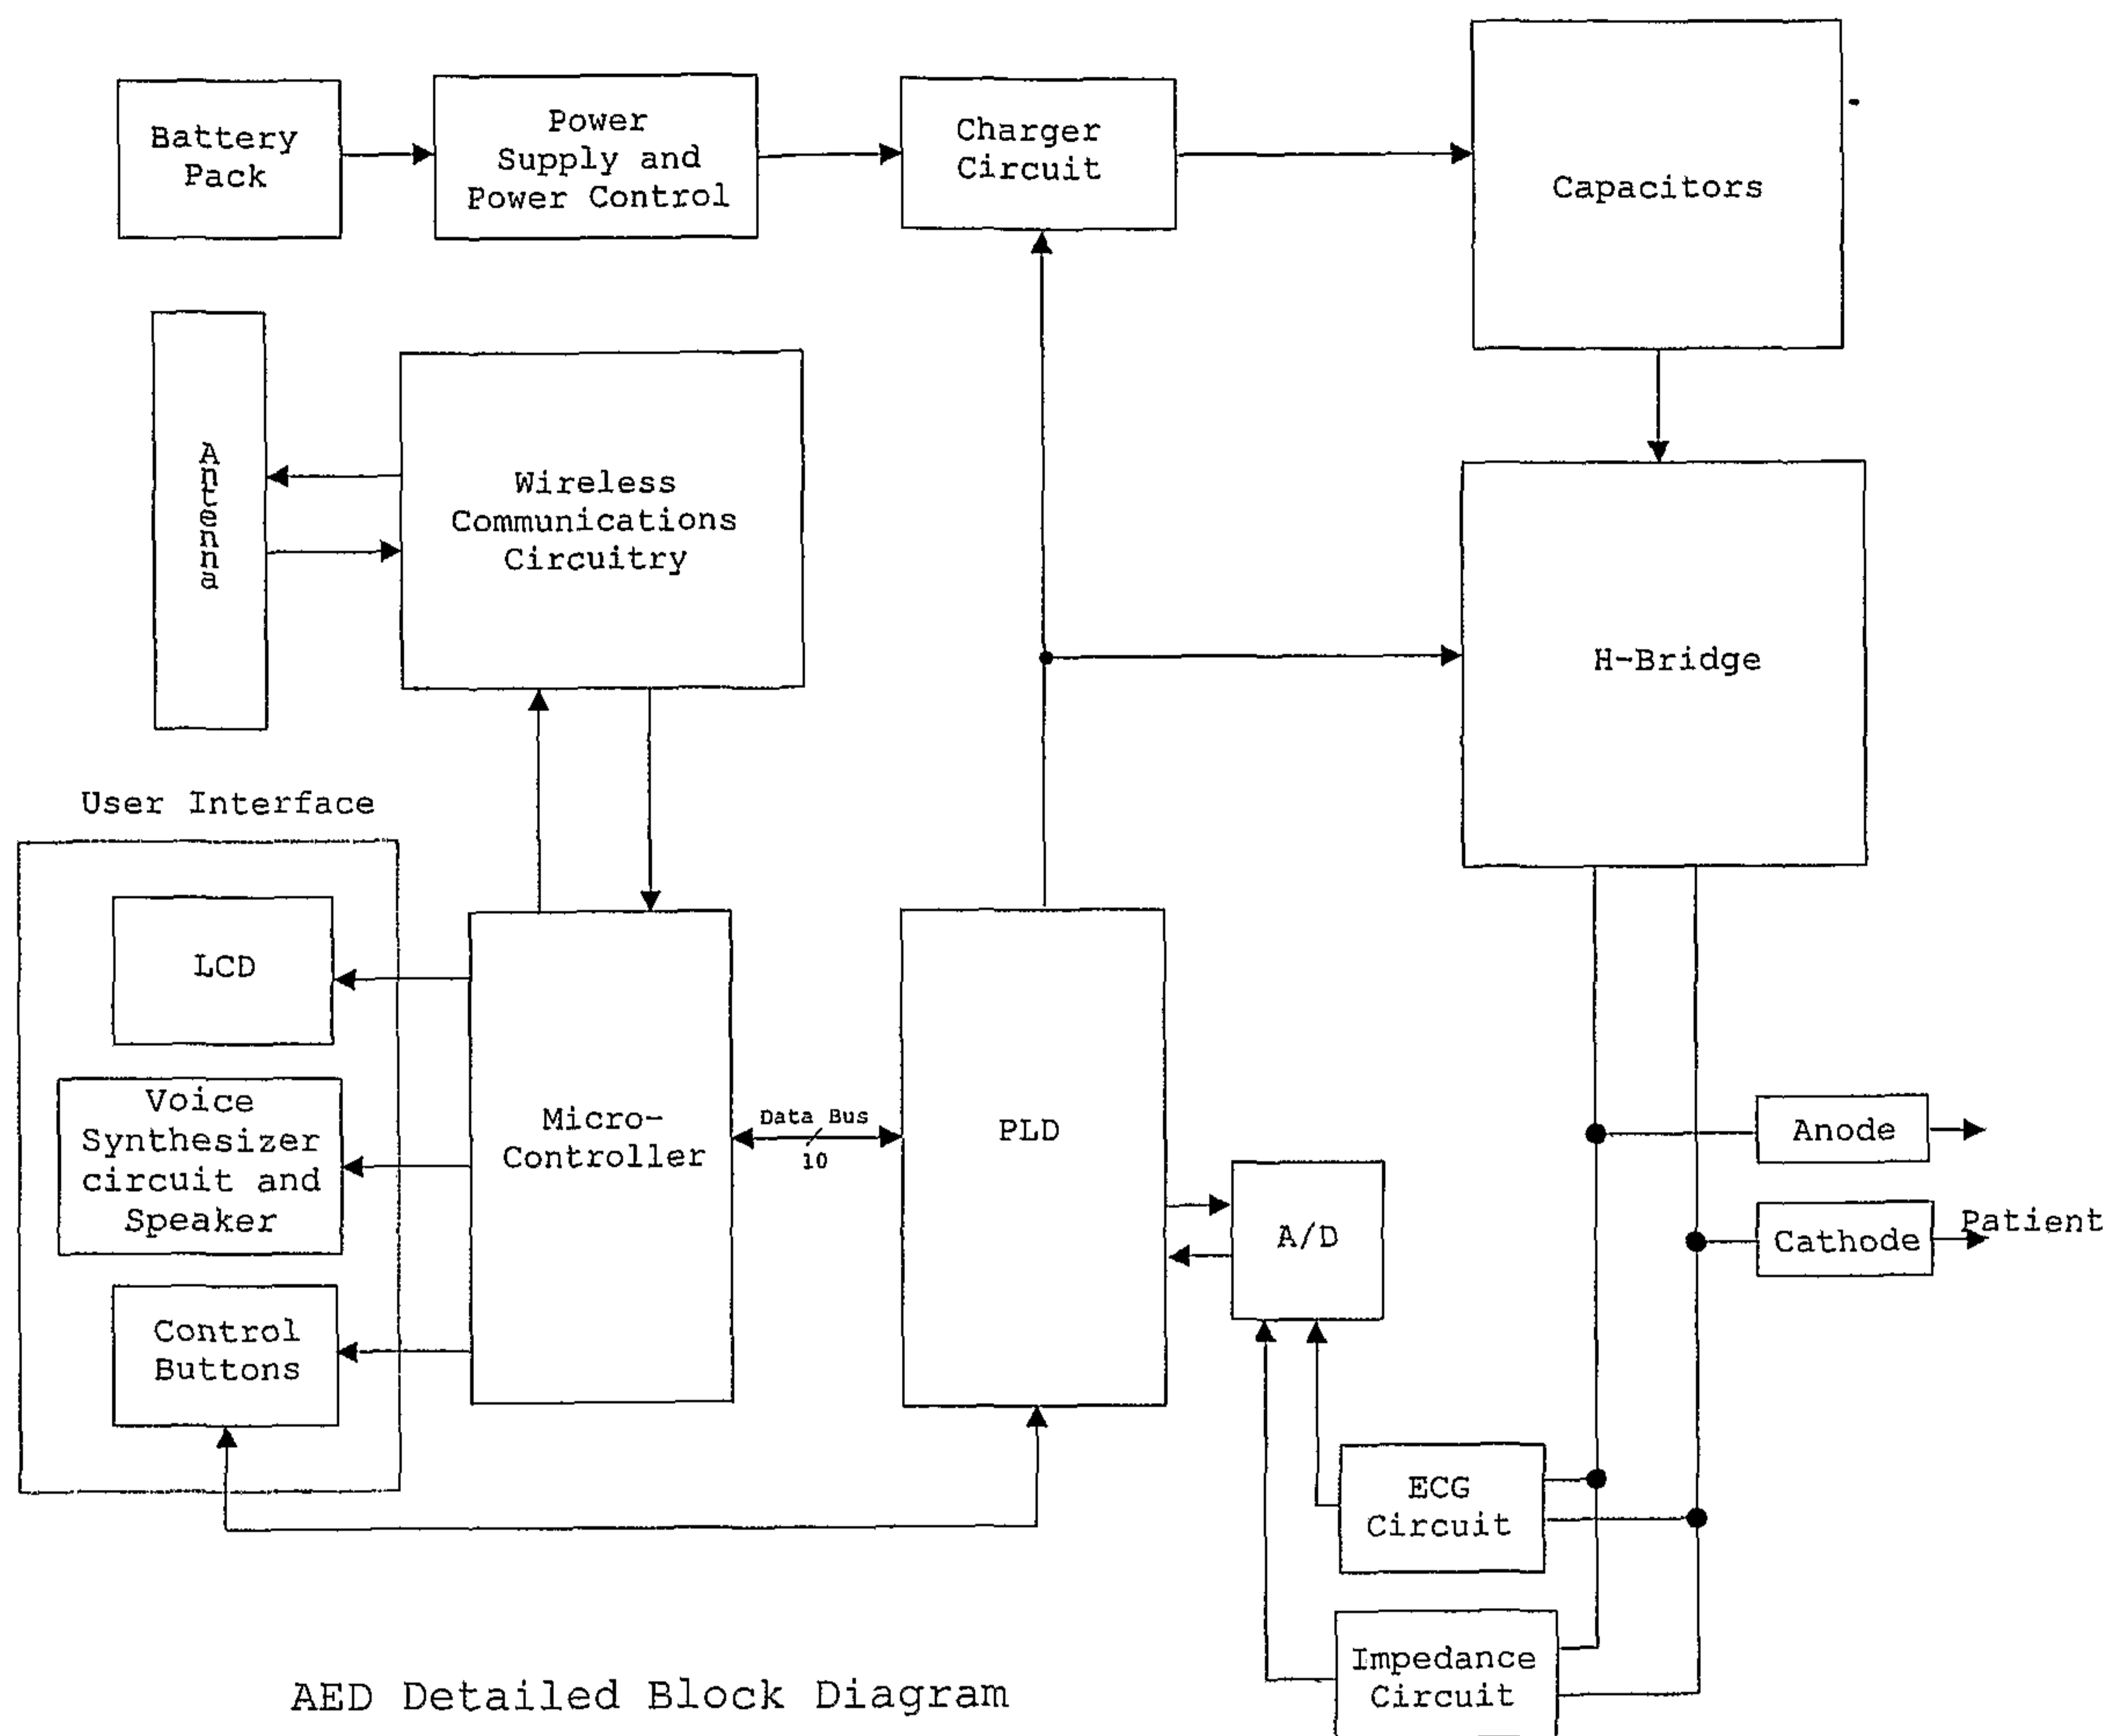 Battery
Pack
Power
Supply and
Power Control
Charger
Circuit
Capacitors
Antenna
Wireless
Communications
Circuitry
H-Bridge
User Interface
LCD
Voice
Synthesizer
circuit and
Speaker
Control
Buttons
Micro-
Controller
Data Bus
10
PLD
A/D
Anode
Cathode
Patient
ECG
Circuit
Impedance
Circuit
AED Detailed Block Diagram